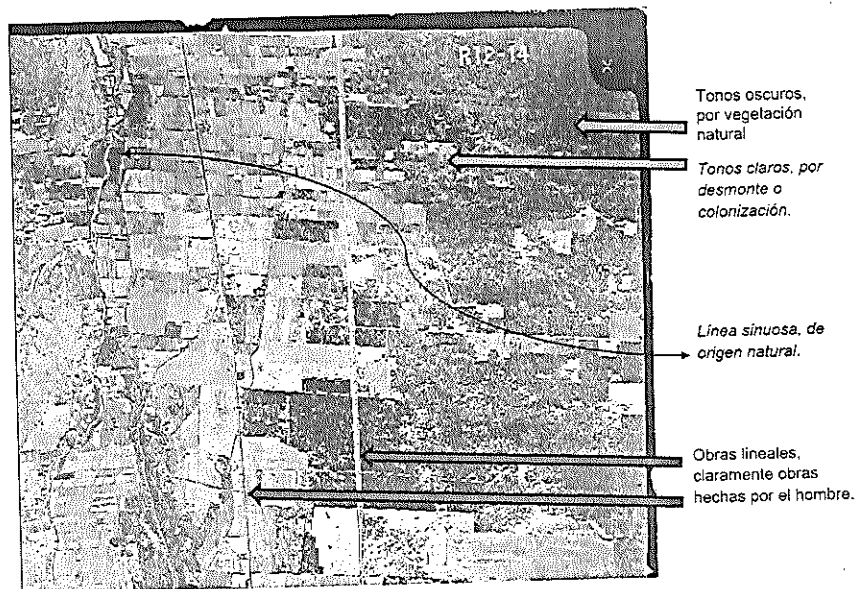 R12-14
Tonos oscuros,
por vegetación
natural
Tonos claros, por
desmonte o
colonización.
Línea sinuosa, de
origen natural.
Obras lineales,
claramente obras
hechas por el hombre.